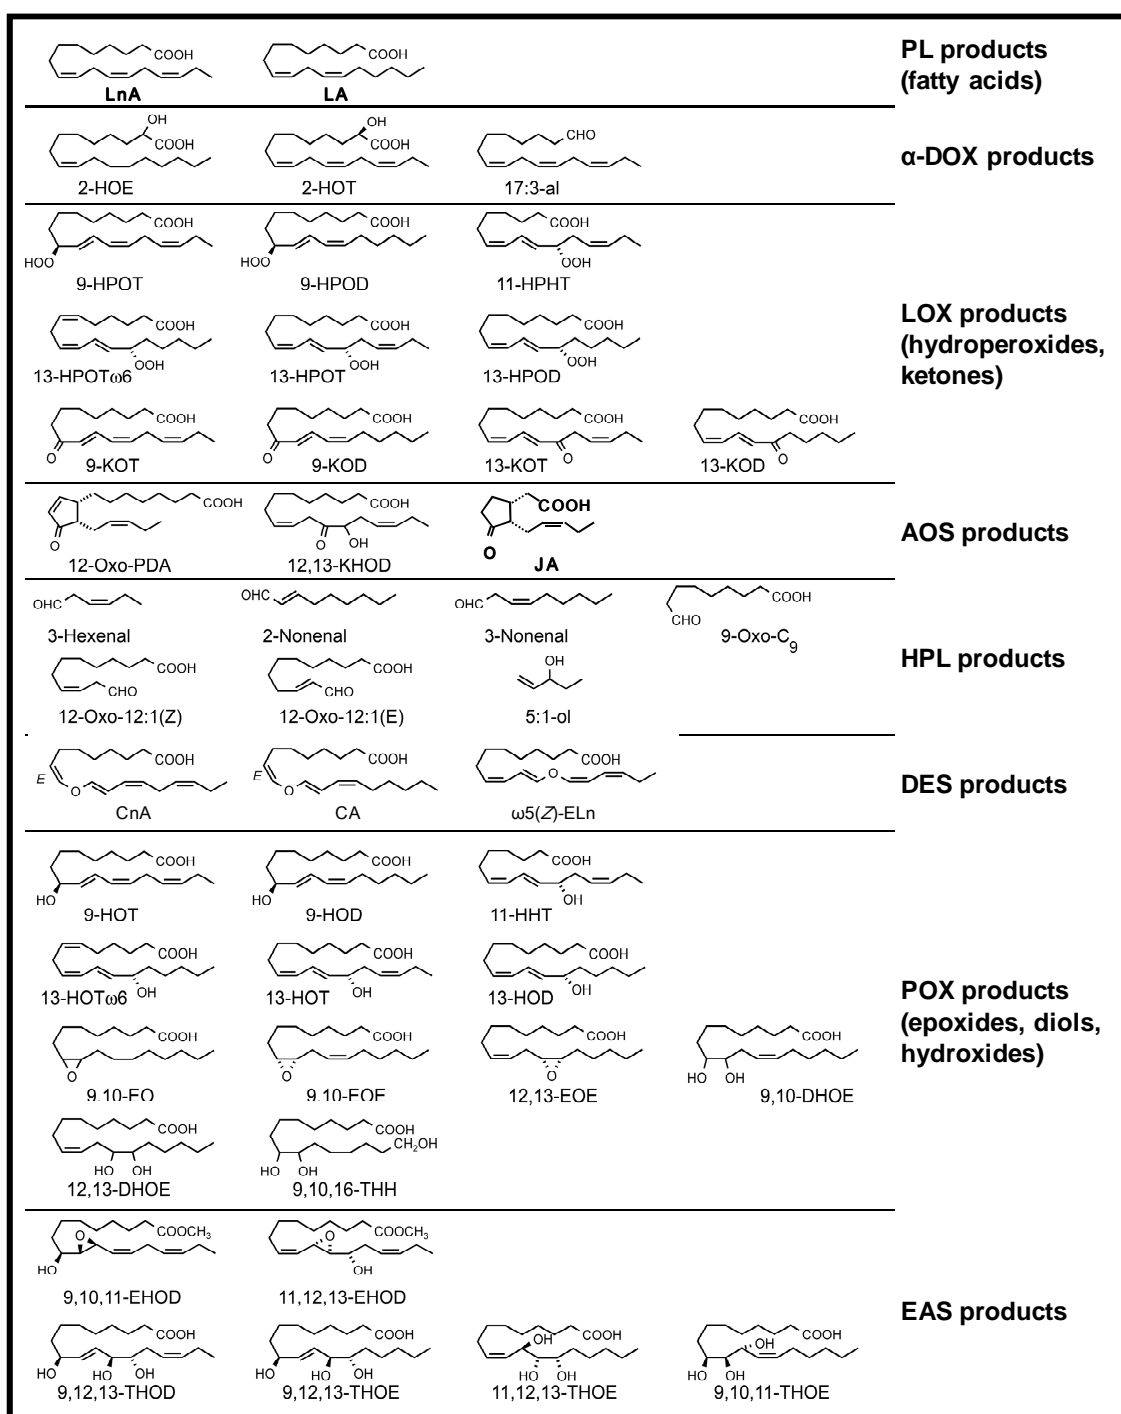 COOH COOH PL products
(fatty acids)
LnA LA
OH OH CHO
COOH COOH
α-DOX products
2-HOE 2-HOT 17:3-al
COOH COOH COOH
HOO HOO OOH
9-HPOT 9-HPOD 11-HPHT
LOX products
(hydroperoxides,
ketones)
COOH COOH COOH
OOH OOH OOH
13-HPOTω6 13-HPOT 13-HPOD
COOH COOH COOH COOH
O O O O
9-KOT 9-KOD 13-KOT 13-KOD
COOH COOH COOH
AOS products
O O OH O
12-Oxo-PDA 12,13-KHOD JA
OHC OHC OHC COOH
CHO
3-Hexenal 2-Nonenal 3-Nonenal 9-Oxo-C9
HPL products
COOH COOH OH
CHO CHO
12-Oxo-12:1(Z) 12-Oxo-12:1(E) 5:1-ol
COOH COOH COOH
E E O
O O
DES products
CnA CA ω5(Z)-ELn
COOH COOH COOH
HO HO OH
9-HOT 9-HOD 11-HHT
COOH COOH COOH
OH OH OH
13-HOTω6 13-HOT 13-HOD
POX products
(epoxides, diols,
hydroxides)
COOH COOH COOH COOH
O O O HO OH
9,10-EO 9,10-EOE 12,13-EOE 9,10-DHOE
COOH COOH
CH2OH
HO OH HO OH
12,13-DHOE 9,10,16-THH
COOCH3 COOCH3
O O
HO OH
9,10,11-EHOD 11,12,13-EHOD
EAS products
COOH COOH COOH COOH
OH OH
HO HO OH HO HO OH HO OH HO HO
9,12,13-THOD 9,12,13-THOE 11,12,13-THOE 9,10,11-THOE